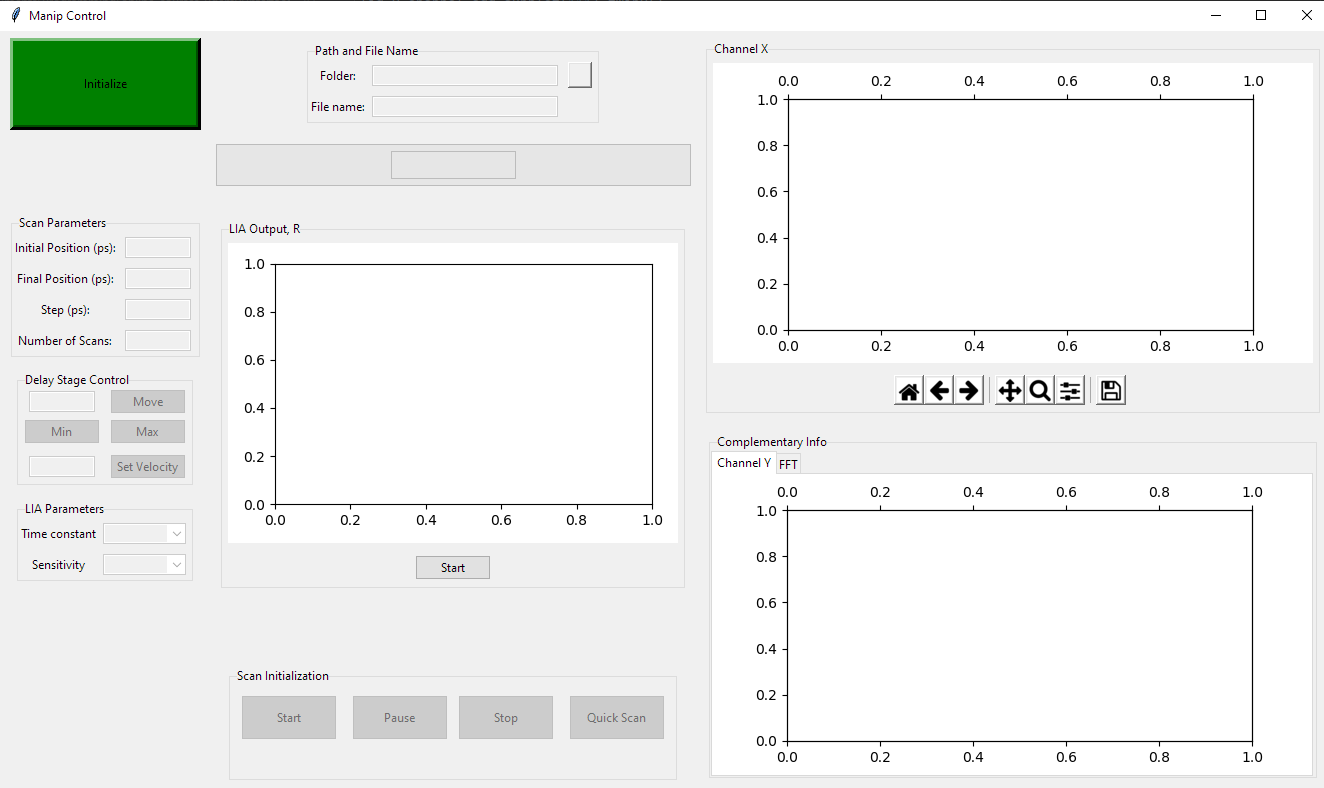 Manip Control
Initialize
Path and File Name
Folder:
File name:
Scan Parameters
Initial Position (ps):
Final Position (ps):
Step (ps):
Number of Scans:
Delay Stage Control
Move
Min Max
Set Velocity
LIA Parameters
Time constant
Sensitivity
LIA Output, R
1.0
0.8
0.6
0.4
0.2
0.0
0.0 0.2 0.4 0.6 0.8 1.0
Start
Scan Initialization
Start Pause Stop Quick Scan
Channel X
0.0 0.2 0.4 0.6 0.8 1.0
1.0
0.8
0.6
0.4
0.2
0.0
0.0 0.2 0.4 0.6 0.8 1.0
Complementary Info
Channel Y FFT
0.0 0.2 0.4 0.6 0.8 1.0
1.0
0.8
0.6
0.4
0.2
0.0
0.0 0.2 0.4 0.6 0.8 1.0